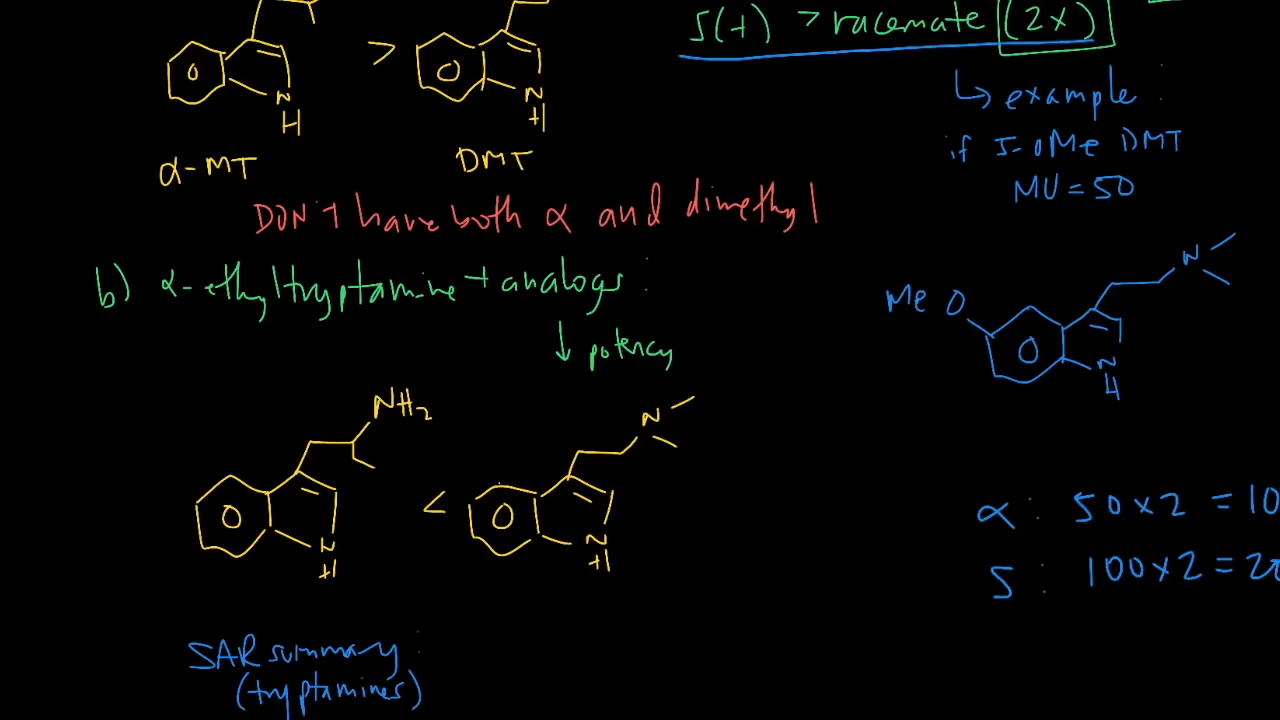 S(+) > racemate (2x)
> 
N
H
N
H
α-MT
DMT
↳ example :
if 5-OMe DMT
MU = 50
DON'T have both α and dimethyl
b) α-ethyltryptamine + analogs :
↓ potency
MeO
N
N
H
NH2
N
<
N
H
N
H
α : 50 x 2 = 10
S : 100 x 2 = 20
SAR summary :
(tryptamines)